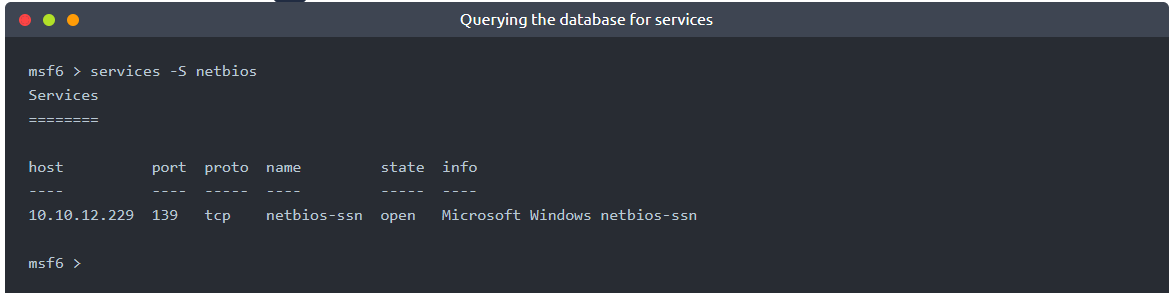 Querying the database for services
msf6 > services -S netbios
Services
========
host           port  proto  name         state  info
----           ----  -----  ----         -----  ----
10.10.12.229  139   tcp    netbios-ssn  open   Microsoft Windows netbios-ssn
msf6 >